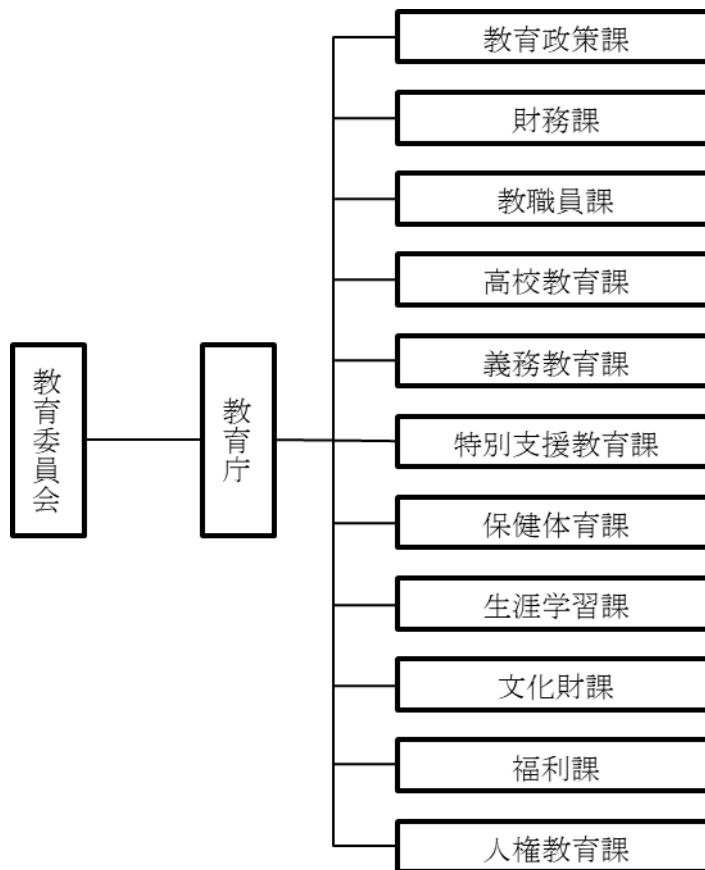 教育委員会
教育庁
教育政策課
財務課
教職員課
高校教育課
義務教育課
特別支援教育課
保健体育課
生涯学習課
文化財課
福利課
人権教育課